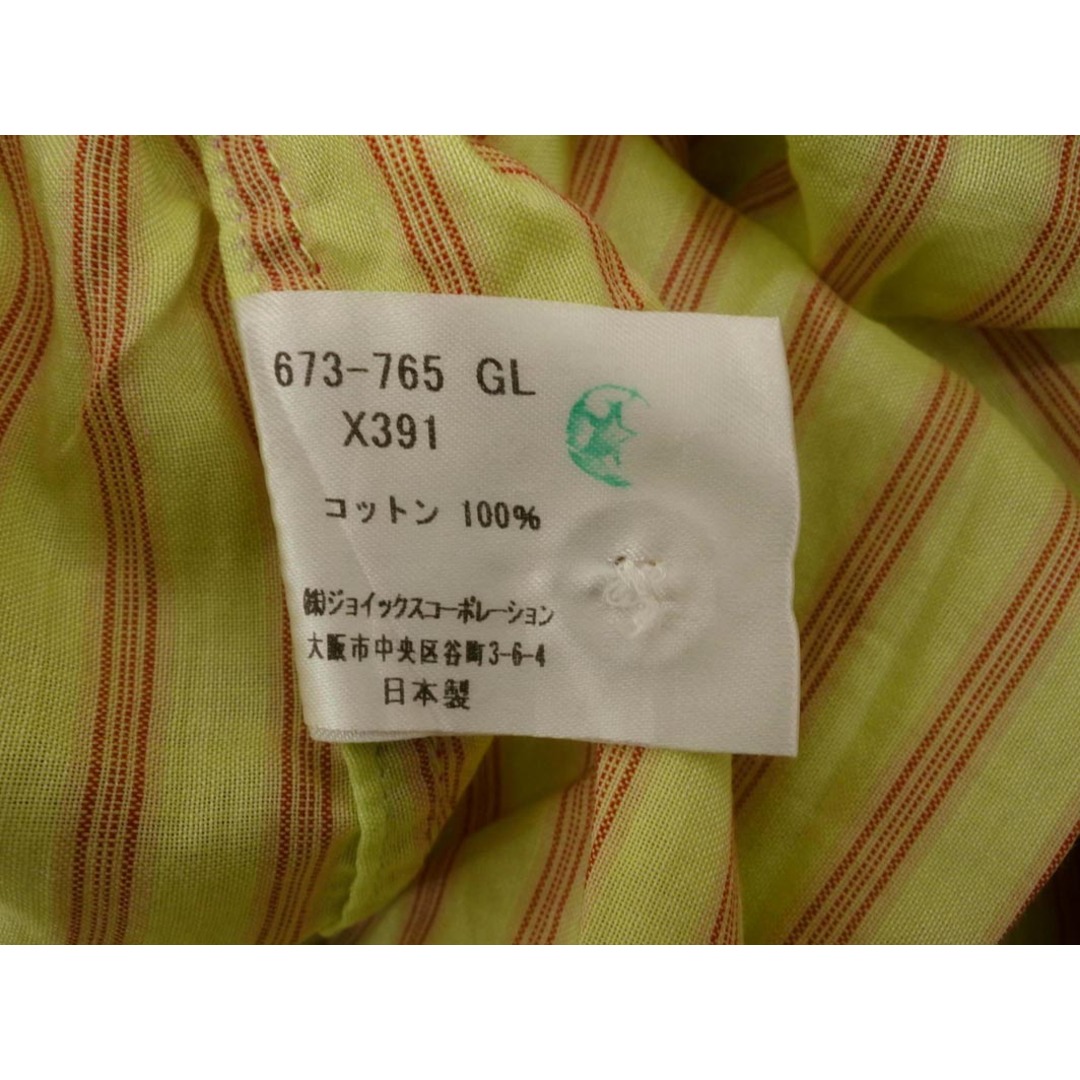 673-765 GL
X391
コットン 100%
㈱ジョイックスコーポレーション
大阪市中央区谷町3-6-4
日本製